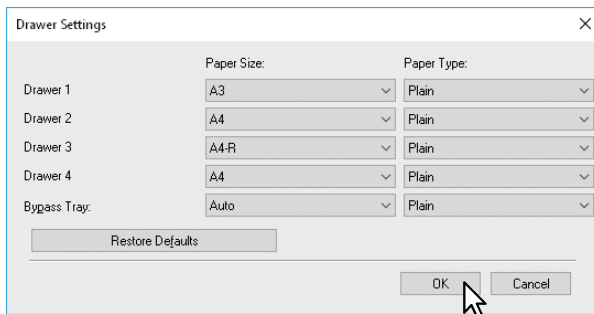 Drawer Settings
Paper Size: Paper Type:
Drawer 1 A3 Plain
Drawer 2 A4 Plain
Drawer 3 A4-R Plain
Drawer 4 A4 Plain
Bypass Tray: Auto Plain
Restore Defaults
OK Cancel